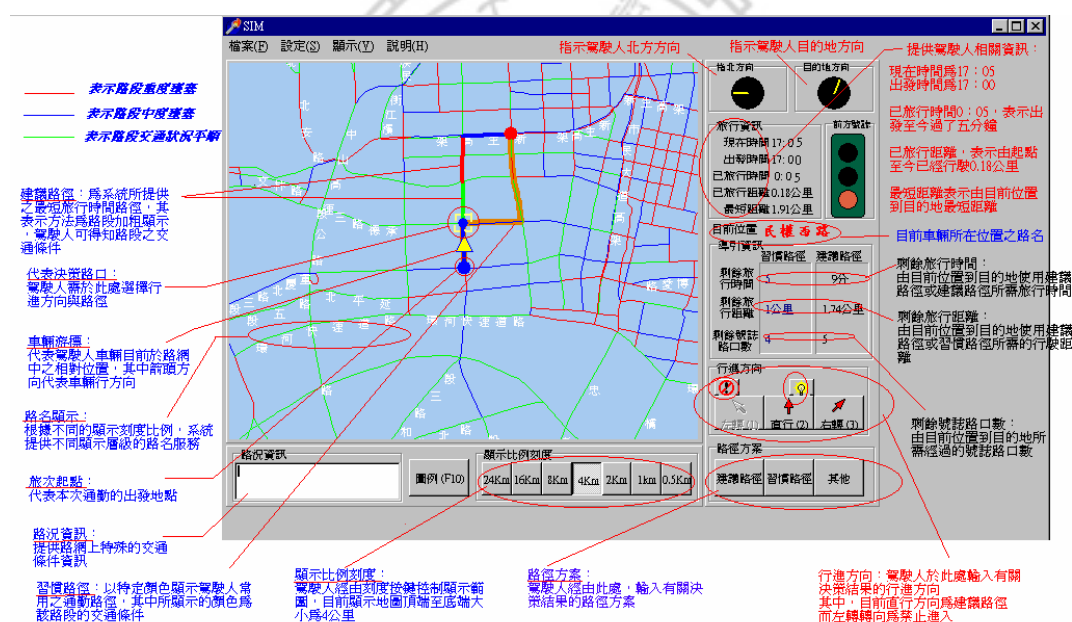 SIM
檔案(F) 設定(S) 顯示(V) 說明(H)
指示駕駛人北方方向
指示駕駛人目的地方向
提供駕駛人相關資訊：
現在時間為17：05
出發時間為17：00
已旅行時間0：05，表示出
發至今過了五分鐘
已旅行距離，表示由起點
至今已經行駛0.18公里
最短距離表示由目前位置
到目的地最短距離
表示路段重度壅塞
表示路段中度壅塞
表示路段交通狀況平順
建議路徑：為系統所提供
之最短旅行時間路徑，其
表示方法為路段加粗顯示
，駕駛人可得知路段之交
通條件
代表決策路口：
駕駛人需於此處選擇行
進方向與路徑
車輛游標：
代表駕駛人車輛目前於路網
中之相對位置，其中箭頭方
向代表車輛行方向
路名顯示：
根據不同的顯示刻度比例，系統
提供不同顯示層級的路名服務
旅次起點：
代表本次通勤的出發地點
路況資訊：
提供路網上特殊的交通
條件資訊
習慣路徑：以特定顏色顯示駕駛人常
用之通勤路徑，其中所顯示的顏色為
該路段的交通條件
指北方向
目的地方向
旅行資訊
現在時間 17:05
出發時間 17:00
已旅行時間 0:05
已旅行距離 0.18公里
最短距離 1.91公里
前方號誌
目前位置 民權西路
目前車輛所在位置之路名
導引資訊
習慣路徑 建議路徑
剩餘旅
行時間 5 9分
剩餘旅
行距離 1公里 1.74公里
剩餘號誌
路口數 4 5
剩餘旅行時間：
由目前位置到目的地使用建議
路徑或建議路徑所需旅行時間
剩餘旅行距離：
由目前位置到目的地使用建議
路徑或習慣路徑所需的行駛距
離
剩餘號誌路口數：
由目前位置到目的地所
需經過的號誌路口數
行進方向
左轉 (1) 直行 (2) 右轉 (3)
路徑方案
建議路徑 習慣路徑 其他
路況資訊
圖例 (F10)
顯示比例刻度
24Km 16Km 8Km 4Km 2Km 1km 0.5Km
環河快速道路
顯示比例刻度：
駕駛人經由刻度按鍵控制顯示範
圍，目前顯示地圖頂端至底端大
小為4公里
路徑方案：
駕駛人經由此處，輸入有關決
策結果的路徑方案
行進方向：駕駛人於此處輸入有關
決策結果的行進方向
其中，目前直行方向為建議路徑
而左轉轉向為禁止進入